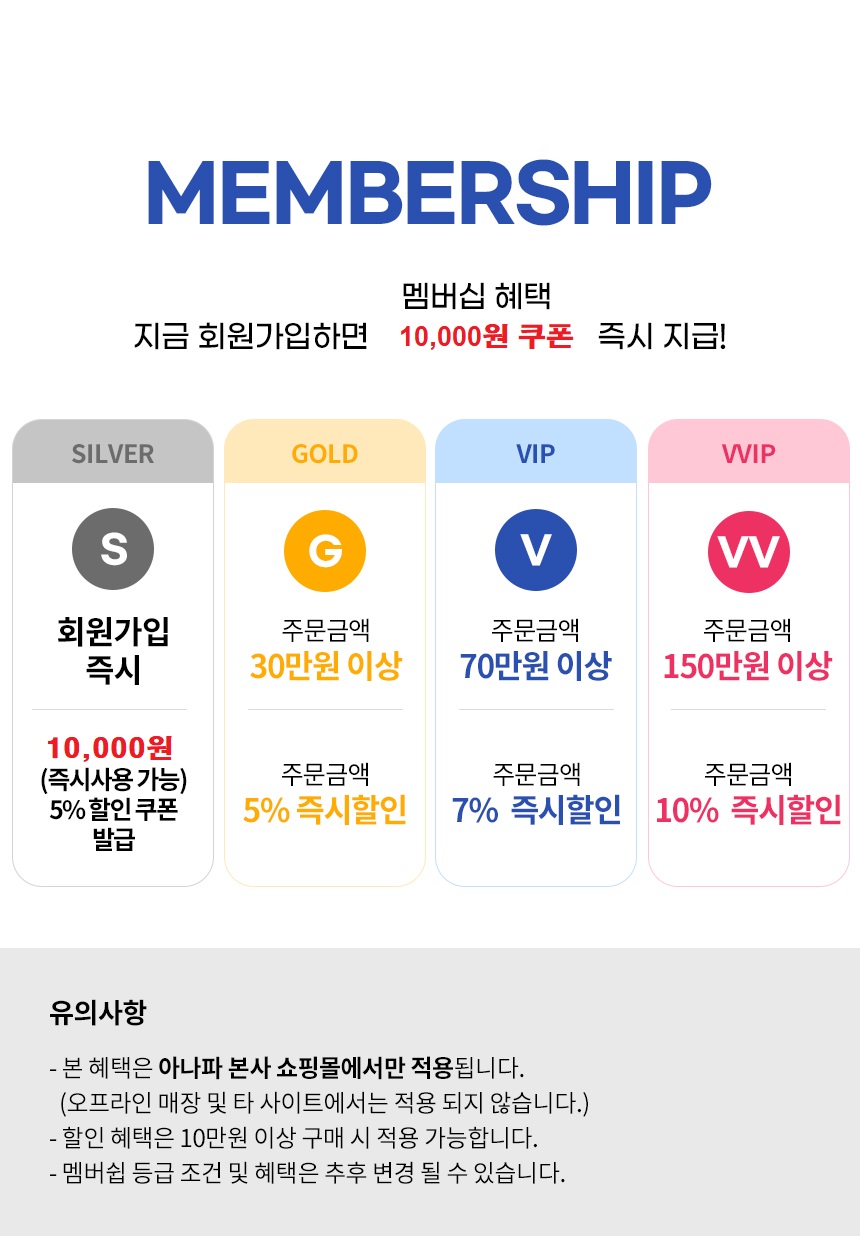 MEMBERSHIP
멤버십 혜택
지금 회원가입하면 10,000원 쿠폰 즉시 지급!
SILVER
S
회원가입
즉시
10,000원
(즉시사용 가능)
5% 할인 쿠폰
발급
GOLD
G
주문금액
30만원 이상
주문금액
5% 즉시할인
VIP
V
주문금액
70만원 이상
주문금액
7% 즉시할인
VVIP
VV
주문금액
150만원 이상
주문금액
10% 즉시할인
유의사항
- 본 혜택은 아나파 본사 쇼핑몰에서만 적용됩니다.
(오프라인 매장 및 타 사이트에서는 적용 되지 않습니다.)
- 할인 혜택은 10만원 이상 구매 시 적용 가능합니다.
- 멤버쉽 등급 조건 및 혜택은 추후 변경 될 수 있습니다.